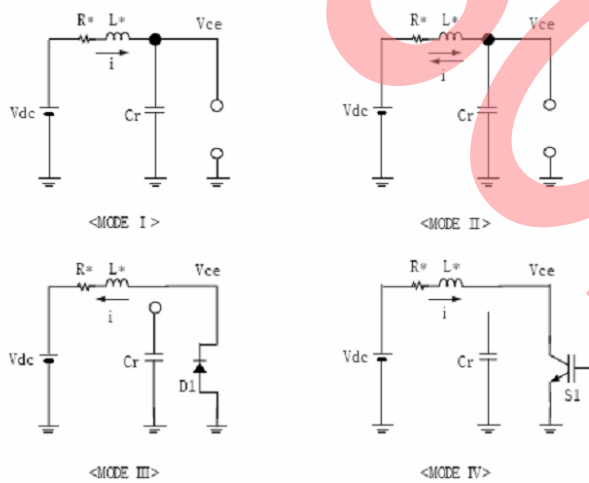 R* L* Vce
i
Vdc Cr
<MODE I>
R* L* Vce
i
Vdc Cr
<MODE II>
R* L* Vce
i
Vdc Cr D1
<MODE III>
R* L* Vce
i
Vdc Cr S1
<MODE IV>